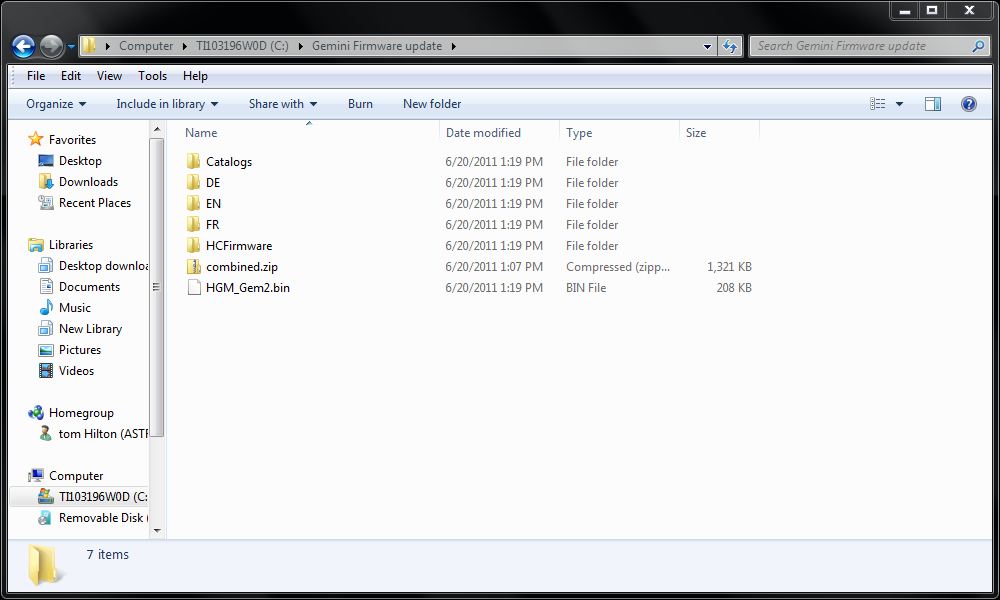 Computer TI103196W0D (C:) Gemini Firmware update
Search Gemini Firmware update
File Edit View Tools Help
Organize Include in library Share with Burn New folder
Favorites
Desktop
Downloads
Recent Places
Libraries
Desktop downloa
Documents
Music
New Library
Pictures
Videos
Homegroup
tom Hilton (ASTR
Computer
TI103196W0D (C:
Removable Disk (
Name Date modified Type Size
Catalogs 6/20/2011 1:19 PM File folder
DE 6/20/2011 1:19 PM File folder
EN 6/20/2011 1:19 PM File folder
FR 6/20/2011 1:19 PM File folder
HCFirmware 6/20/2011 1:19 PM File folder
combined.zip 6/20/2011 1:07 PM Compressed (zipp... 1,321 KB
HGM_Gem2.bin 6/20/2011 1:19 PM BIN File 208 KB
7 items